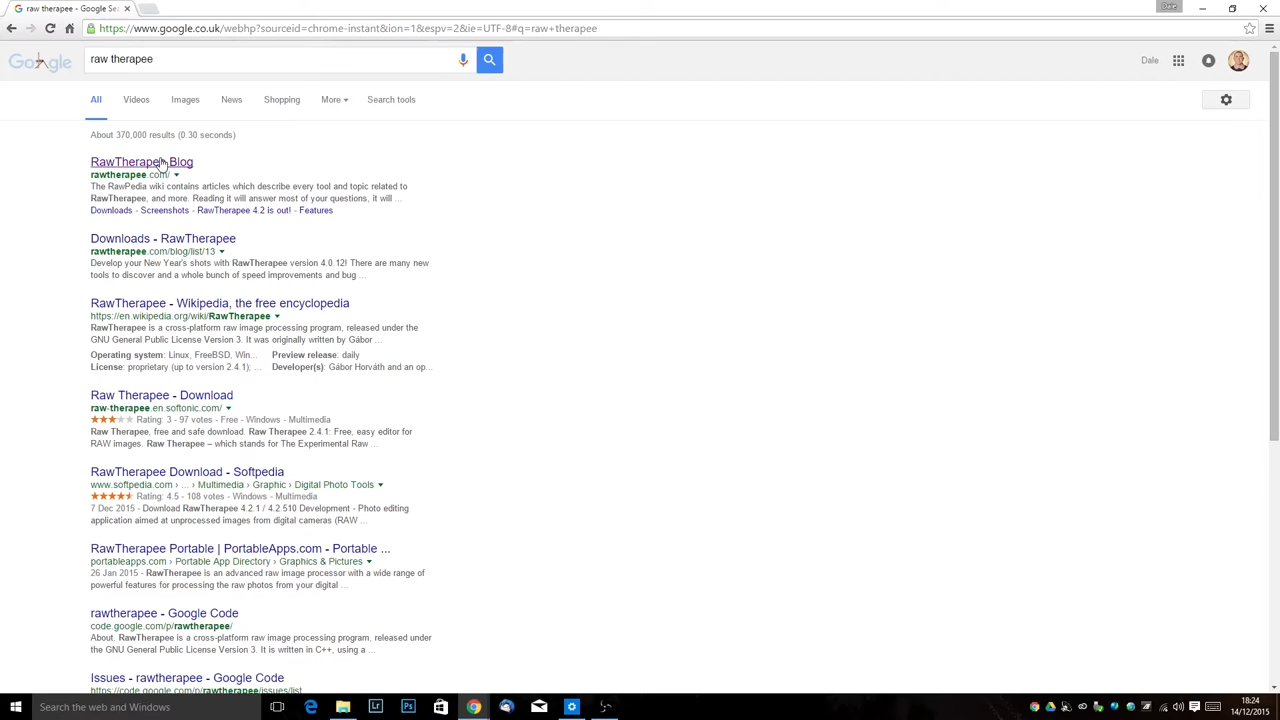 raw therapee - Google Se
Dale
https://www.google.co.uk/webhp?sourceid=chrome-instant&ion=1&espv=2&ie=UTF-8#q=raw+therapee
Google
raw therapee
Dale
All Videos Images News Shopping More Search tools
About 370,000 results (0.30 seconds)
RawTherapee Blog
rawtherapee.com/
The RawPedia wiki contains articles which describe every tool and topic related to
RawTherapee, and more. Reading it will answer most of your questions, it will ...
Downloads - Screenshots - RawTherapee 4.2 is out! - Features
Downloads - RawTherapee
rawtherapee.com/blog/list/13
Develop your New Year's shots with RawTherapee version 4.0.12! There are many new
tools to discover and a whole bunch of speed improvements and bug ...
RawTherapee - Wikipedia, the free encyclopedia
https://en.wikipedia.org/wiki/RawTherapee
RawTherapee is a cross-platform raw image processing program, released under the
GNU General Public License Version 3. It was originally written by Gábor ...
Operating system: Linux, FreeBSD, Win... Preview release: daily
License: proprietary (up to version 2.4.1); ... Developer(s): Gábor Horváth and an op...
Raw Therapee - Download
raw-therapee.en.softonic.com/
Rating: 3 - 97 votes - Free - Windows - Multimedia
Raw Therapee, free and safe download. Raw Therapee 2.4.1: Free, easy editor for
RAW images. Raw Therapee – which stands for The Experimental Raw ...
RawTherapee Download - Softpedia
www.softpedia.com › ... › Multimedia › Graphic › Digital Photo Tools
Rating: 4.5 - 108 votes - Windows - Multimedia
7 Dec 2015 - Download RawTherapee 4.2.1 / 4.2.510 Development - Photo editing
application aimed at unprocessed images from digital cameras (RAW ...
RawTherapee Portable | PortableApps.com - Portable ...
portableapps.com › Portable App Directory › Graphics & Pictures
26 Jan 2015 - RawTherapee is an advanced raw image processor with a wide range of
powerful features for processing the raw photos from your digital ...
rawtherapee - Google Code
code.google.com/p/rawtherapee/
About. RawTherapee is a cross-platform raw image processing program, released under
the GNU General Public License Version 3. It is written in C++, using a ...
Issues - rawtherapee - Google Code
https://code.google.com/p/rawtherapee/issues/list
Search the web and Windows
18:24
14/12/2015